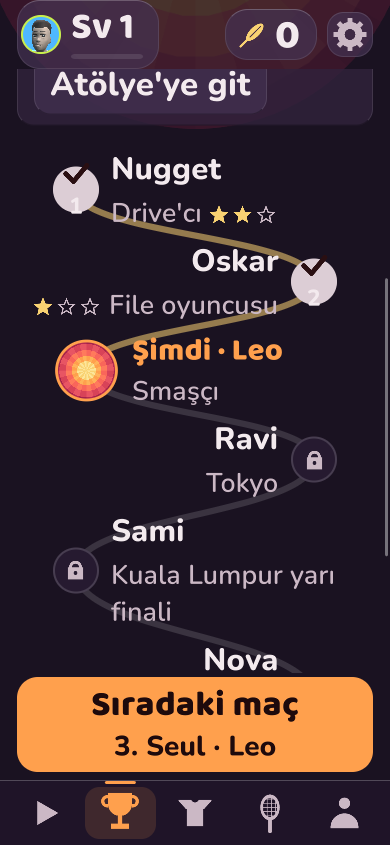 Sv 1
0
Atölye'ye git
Nugget
1
Drive'cı
Oskar
2
File oyuncusu
Şimdi · Leo
Smaşçı
Ravi
Tokyo
Sami
Kuala Lumpur yarı
finali
Nova
Sıradaki maç
3. Seul · Leo